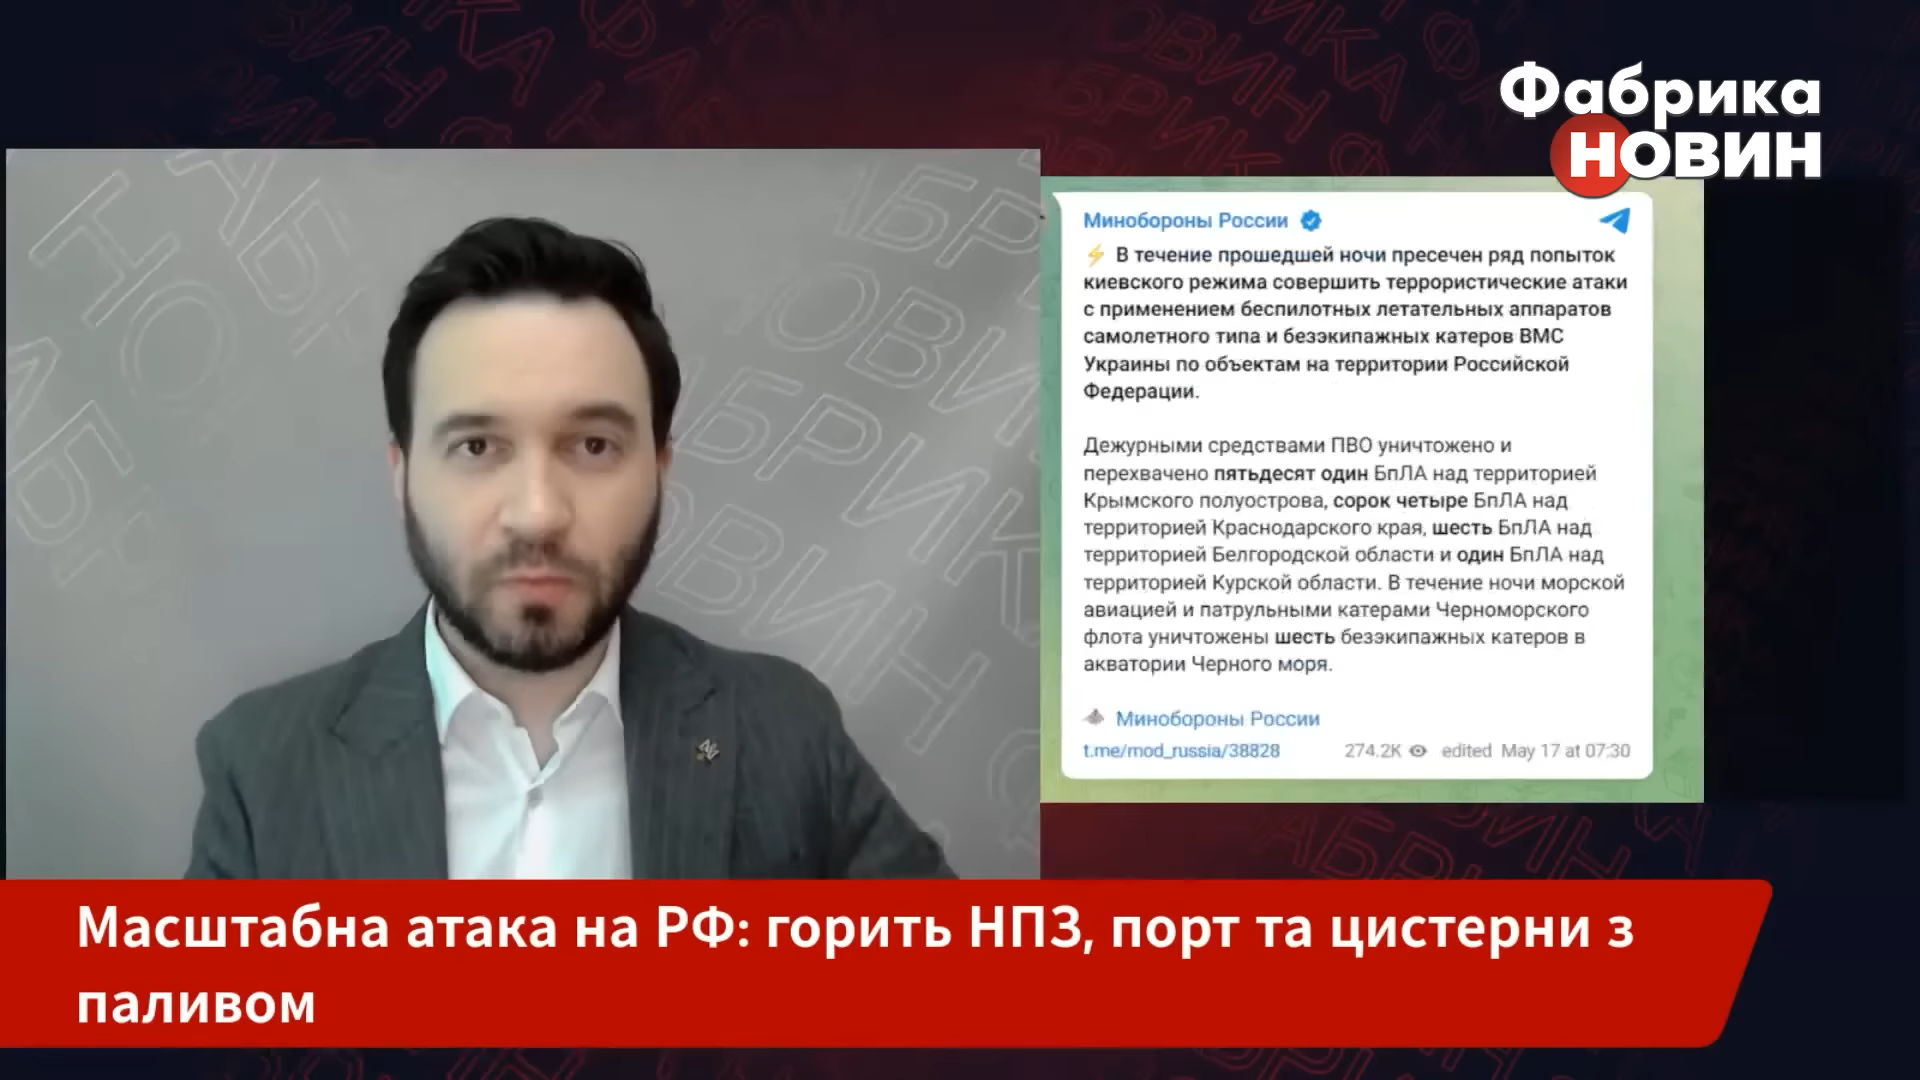 Фабрика
новин
Минобороны России
⚡ В течение прошедшей ночи пресечен ряд попыток
киевского режима совершить террористические атаки
с применением беспилотных летательных аппаратов
самолетного типа и безэкипажных катеров ВМС
Украины по объектам на территории Российской
Федерации.
Дежурными средствами ПВО уничтожено и
перехвачено пятьдесят один БпЛА над территорией
Крымского полуострова, сорок четыре БпЛА над
территорией Краснодарского края, шесть БпЛА над
территорией Белгородской области и один БпЛА над
территорией Курской области. В течение ночи морской
авиацией и патрульными катерами Черноморского
флота уничтожены шесть безэкипажных катеров в
акватории Черного моря.
Минобороны России
t.me/mod_russia/38828 274.2K edited May 17 at 07:30
Масштабна атака на РФ: горить НПЗ, порт та цистерни з
паливом